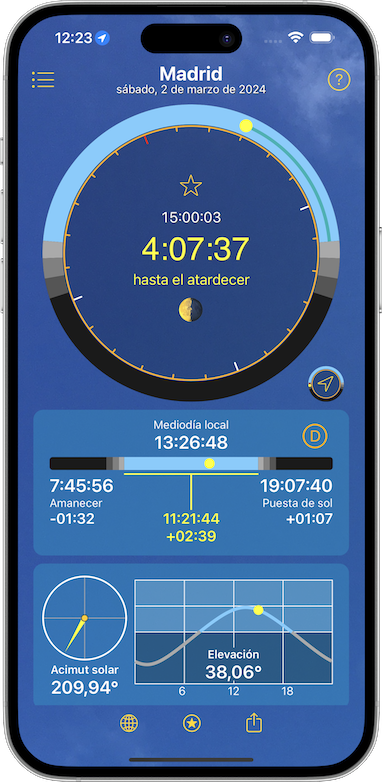 12:23
Madrid
sábado, 2 de marzo de 2024
?
15:00:03
4:07:37
hasta el atardecer
Mediodía local
13:26:48
D
7:45:56
19:07:40
Amanecer
Puesta de sol
-01:32
11:21:44
+01:07
+02:39
Elevación
38,06°
Acimut solar
209,94°
6 12 18